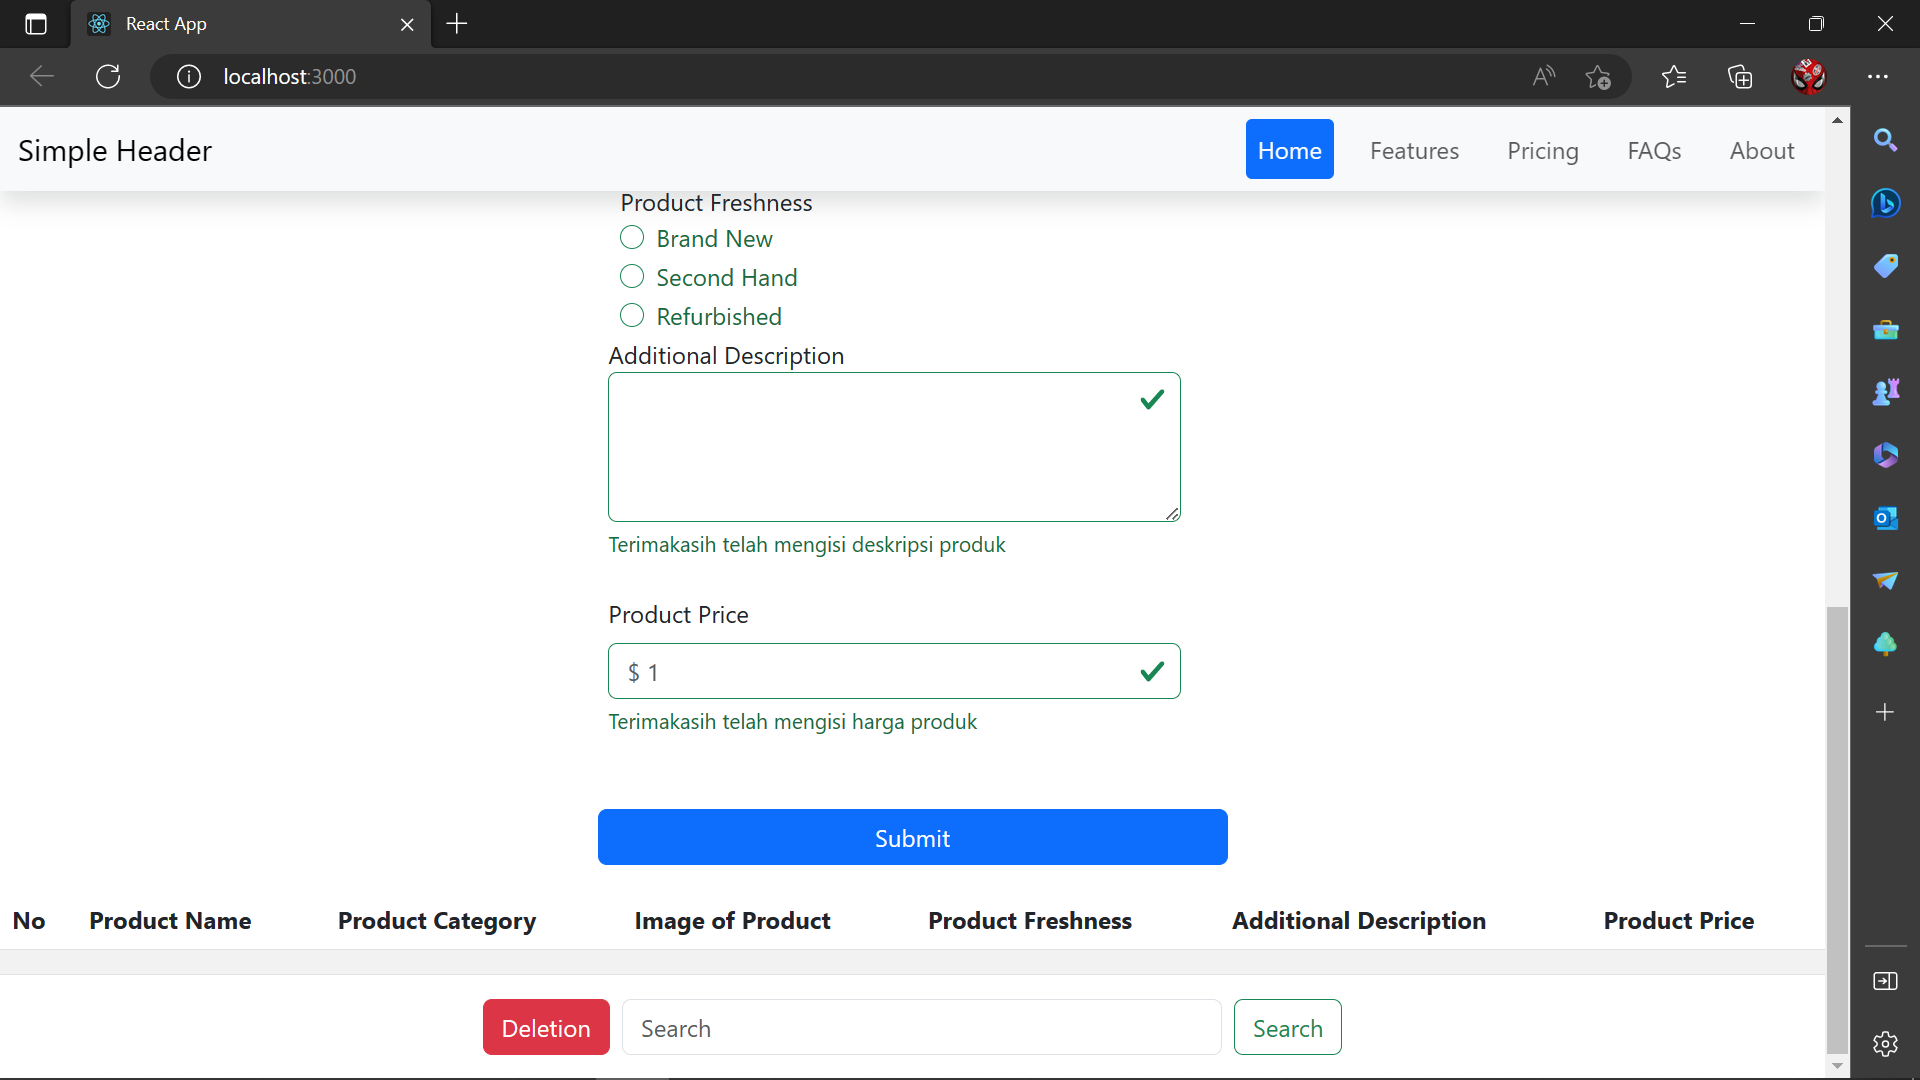 React App
localhost:3000
Simple Header
Home Features Pricing FAQs About
Product Freshness
Brand New
Second Hand
Refurbished
Additional Description
Terimakasih telah mengisi deskripsi produk
Product Price
$ 1
Terimakasih telah mengisi harga produk
Submit
No Product Name Product Category Image of Product Product Freshness Additional Description Product Price
Deletion Search Search